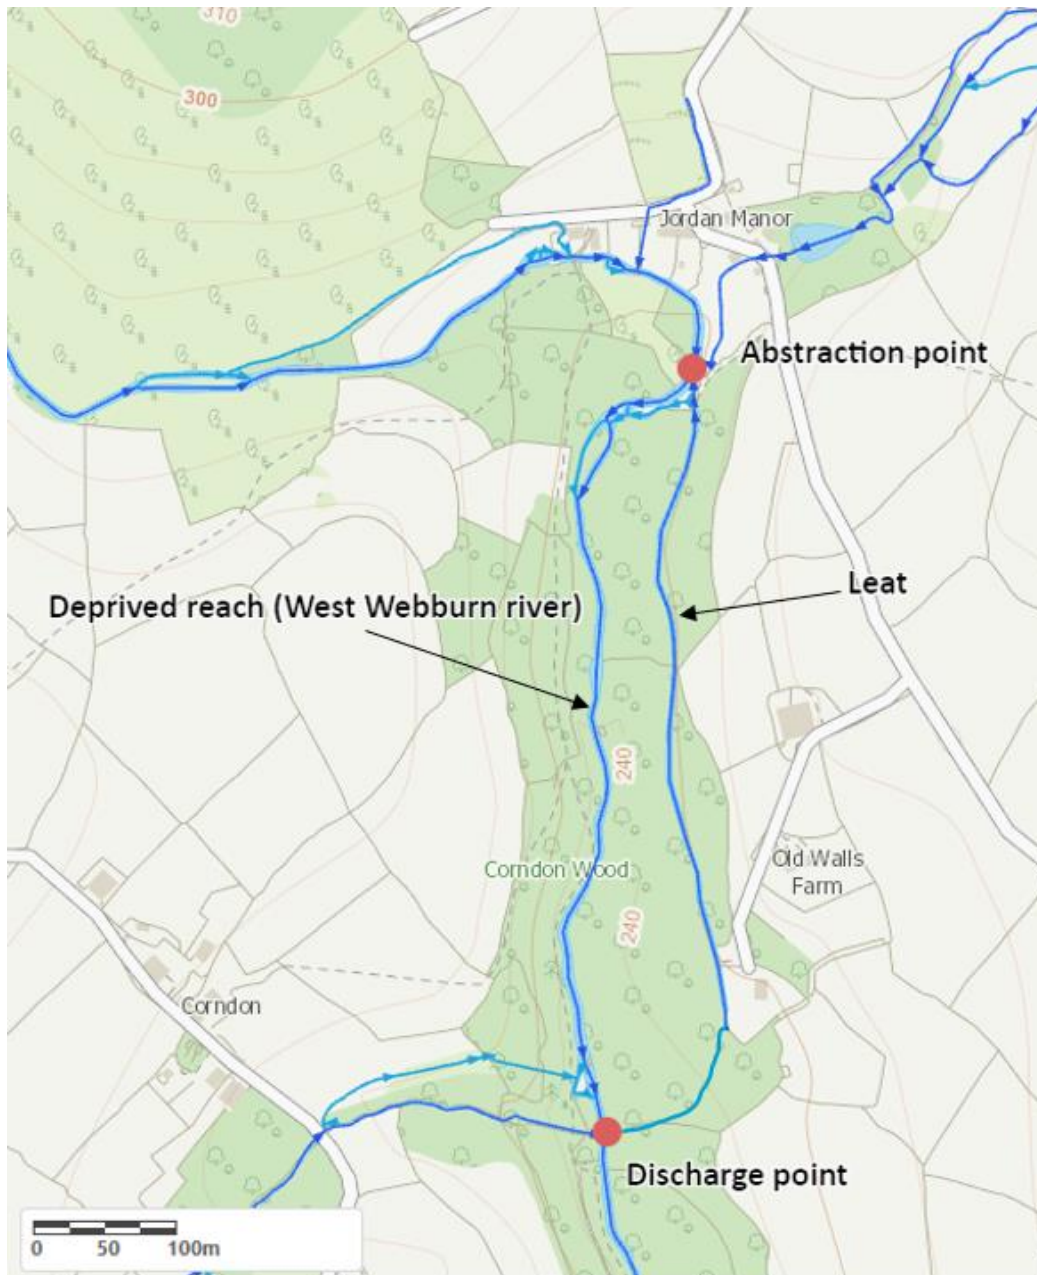 310
300
Jordan Manor
Abstraction point
Leat
Deprived reach (West Webburn river)
240
Old Walls
Farm
Corndon Wood
240
Corndon
Discharge point
0 50 100m